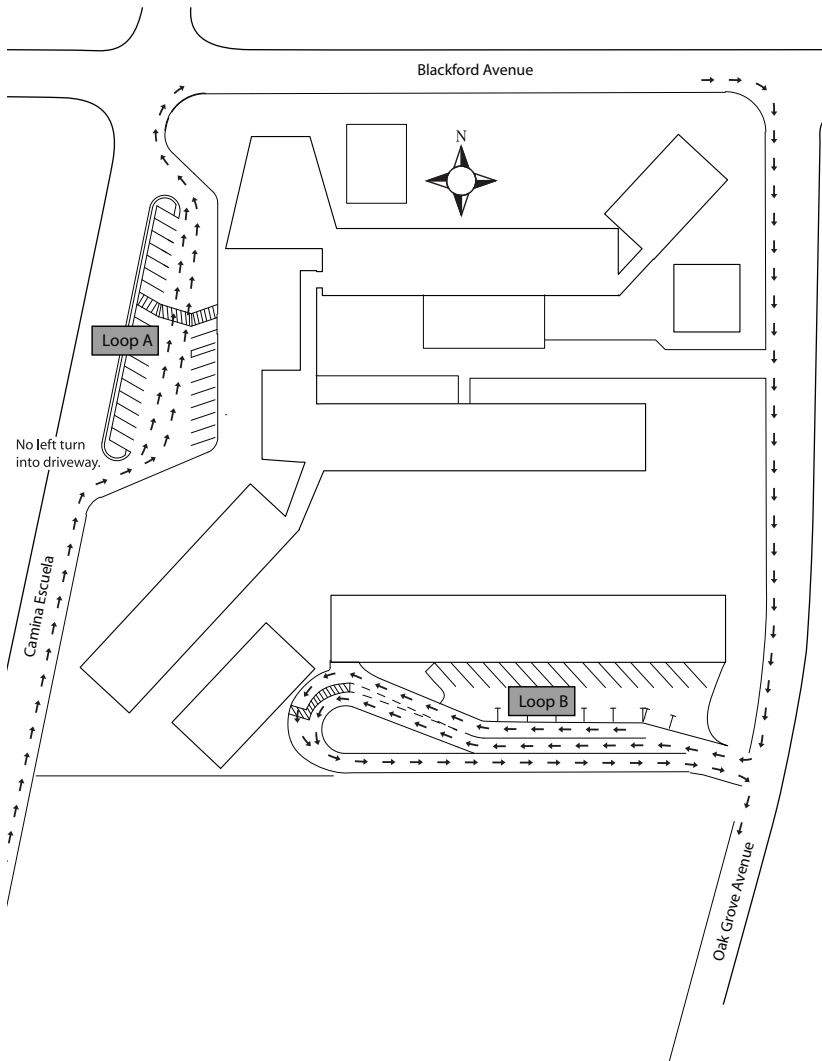 Blackford Avenue
N
Loop A
No left turn
into driveway.
Camina Escuela
Loop B
Oak Grove Avenue